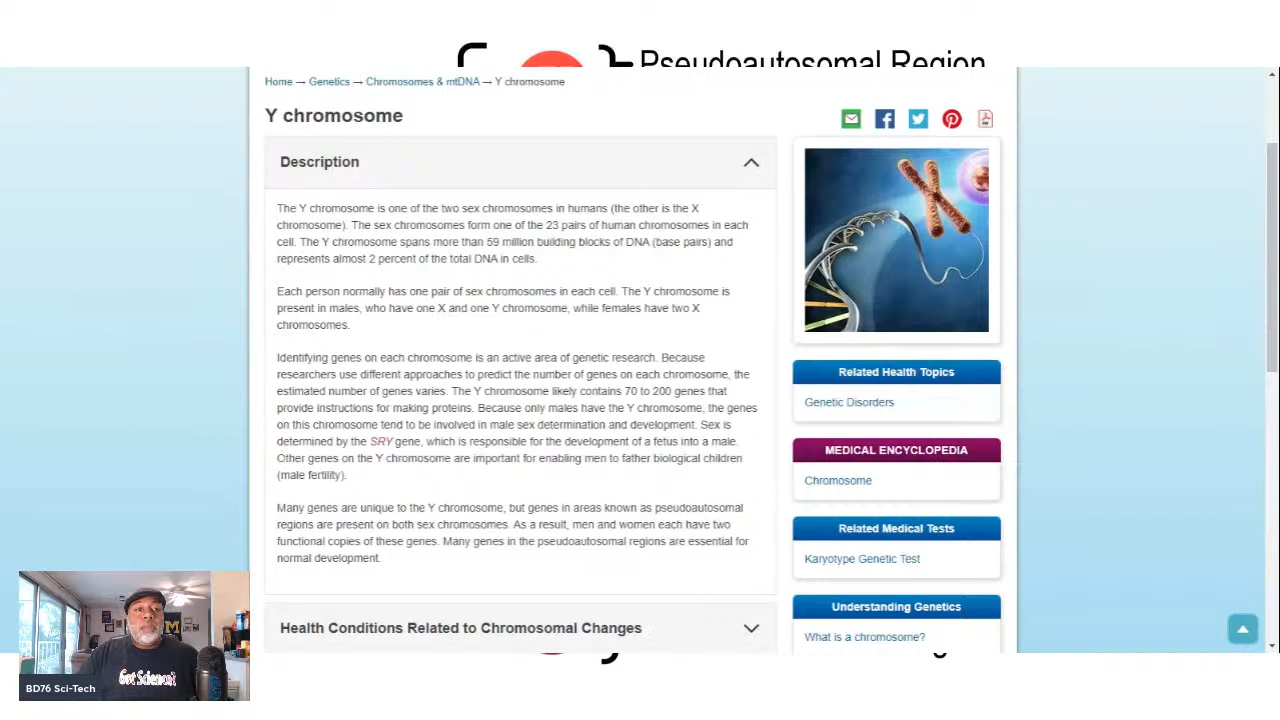 Pseudoautosomal Region
Home → Genetics → Chromosomes & mtDNA → Y chromosome
Y chromosome
Description
The Y chromosome is one of the two sex chromosomes in humans (the other is the X
chromosome). The sex chromosomes form one of the 23 pairs of human chromosomes in each
cell. The Y chromosome spans more than 59 million building blocks of DNA (base pairs) and
represents almost 2 percent of the total DNA in cells.
Each person normally has one pair of sex chromosomes in each cell. The Y chromosome is
present in males, who have one X and one Y chromosome, while females have two X
chromosomes.
Identifying genes on each chromosome is an active area of genetic research. Because
researchers use different approaches to predict the number of genes on each chromosome, the
estimated number of genes varies. The Y chromosome likely contains 70 to 200 genes that
provide instructions for making proteins. Because only males have the Y chromosome, the genes
on this chromosome tend to be involved in male sex determination and development. Sex is
determined by the SRY gene, which is responsible for the development of a fetus into a male.
Other genes on the Y chromosome are important for enabling men to father biological children
(male fertility).
Many genes are unique to the Y chromosome, but genes in areas known as pseudoautosomal
regions are present on both sex chromosomes. As a result, men and women each have two
functional copies of these genes. Many genes in the pseudoautosomal regions are essential for
normal development.
Health Conditions Related to Chromosomal Changes
Related Health Topics
Genetic Disorders
MEDICAL ENCYCLOPEDIA
Chromosome
Related Medical Tests
Karyotype Genetic Test
Understanding Genetics
What is a chromosome?
M
Got Science?
BD76 Sci-Tech